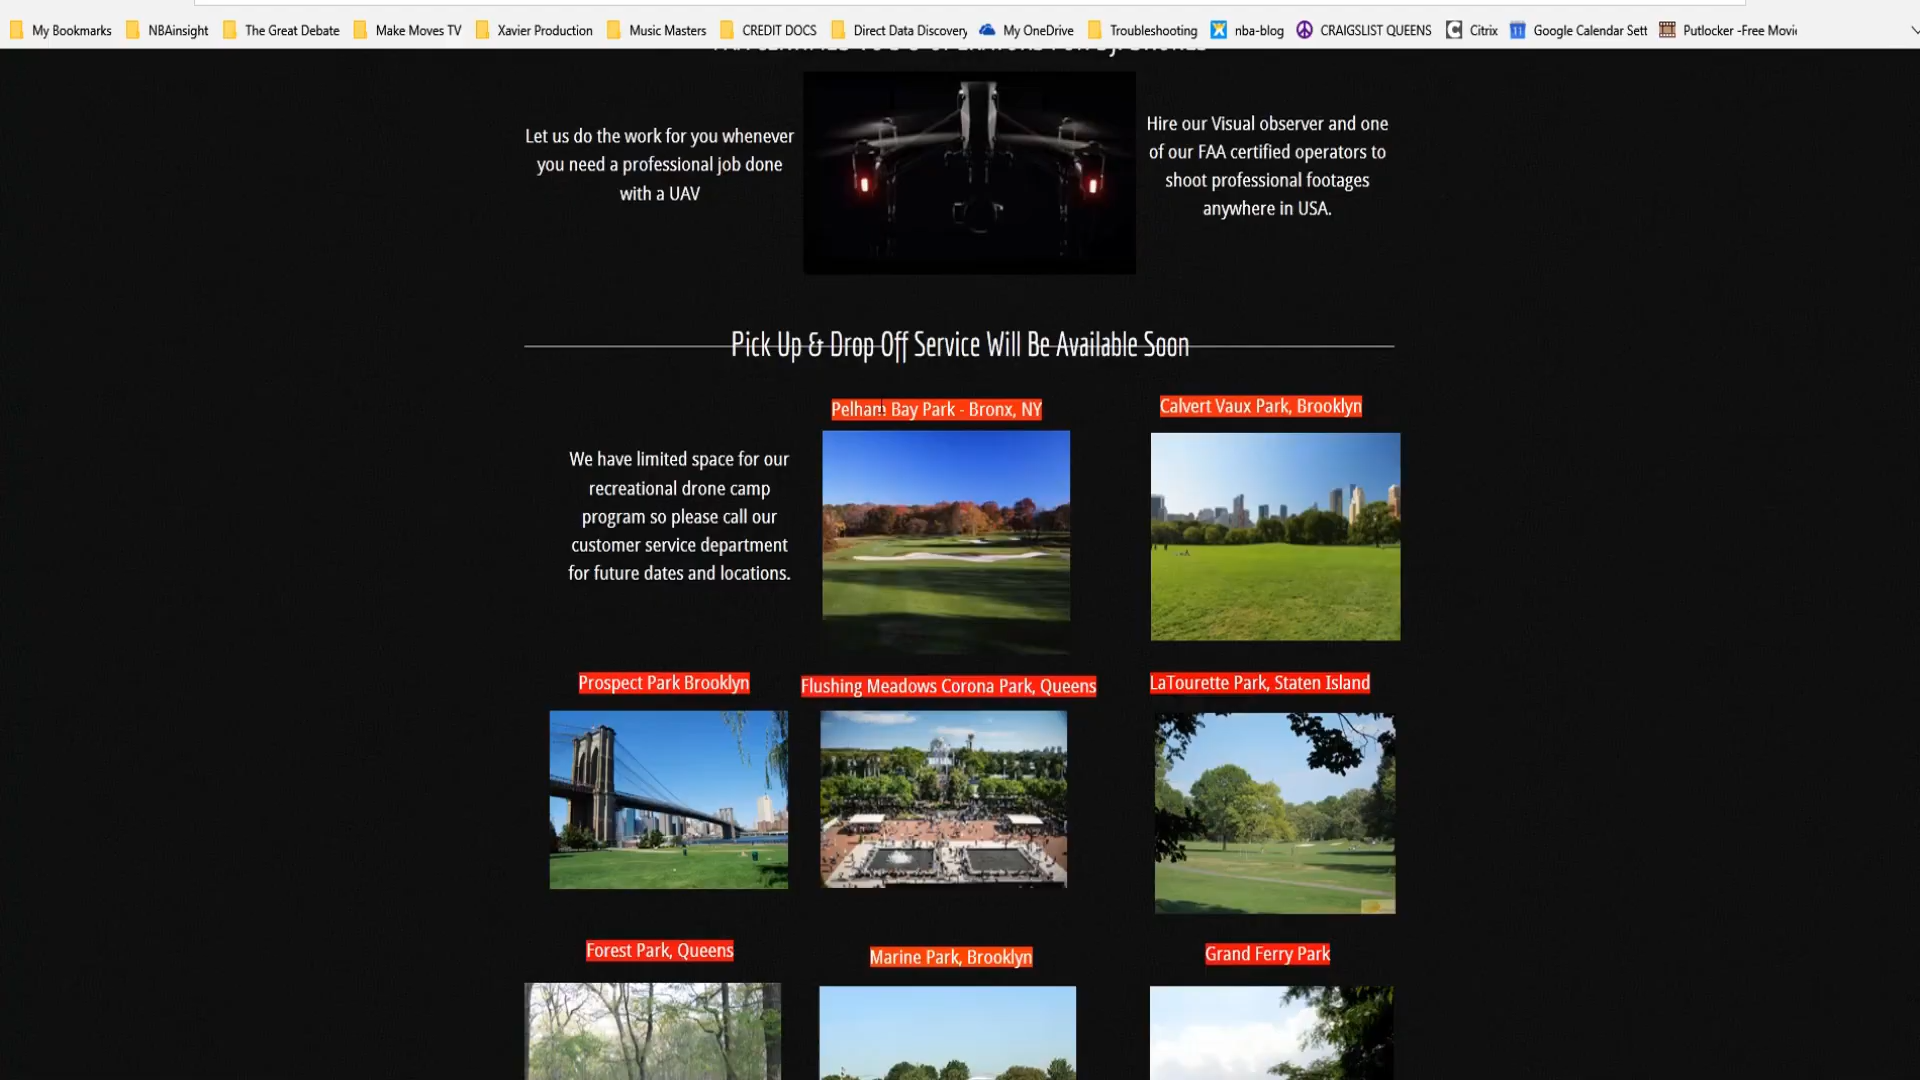 My Bookmarks NBAinsight The Great Debate Make Moves TV Xavier Production Music Masters CREDIT DOCS Direct Data Discovery My OneDrive Troubleshooting nba-blog CRAIGSLIST QUEENS Citrix Google Calendar Sett Putlocker -Free Movi
Let us do the work for you whenever
you need a professional job done
with a UAV
Hire our Visual observer and one
of our FAA certified operators to
shoot professional footages
anywhere in USA.
Pick Up & Drop Off Service Will Be Available Soon
Pelham Bay Park - Bronx, NY
Calvert Vaux Park, Brooklyn
We have limited space for our
recreational drone camp
program so please call our
customer service department
for future dates and locations.
Prospect Park Brooklyn
Flushing Meadows Corona Park, Queens
LaTourette Park, Staten Island
Forest Park, Queens
Marine Park, Brooklyn
Grand Ferry Park